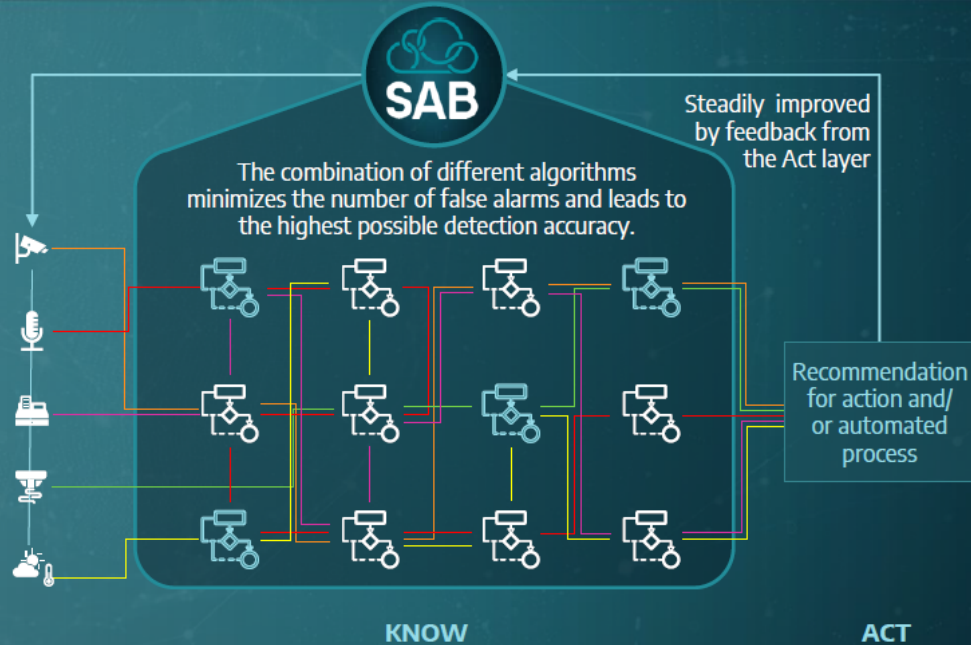 SAB
Steadily improved
by feedback from
the Act layer
The combination of different algorithms
minimizes the number of false alarms and leads to
the highest possible detection accuracy.
Recommendation
for action and/
or automated
process
KNOW
ACT